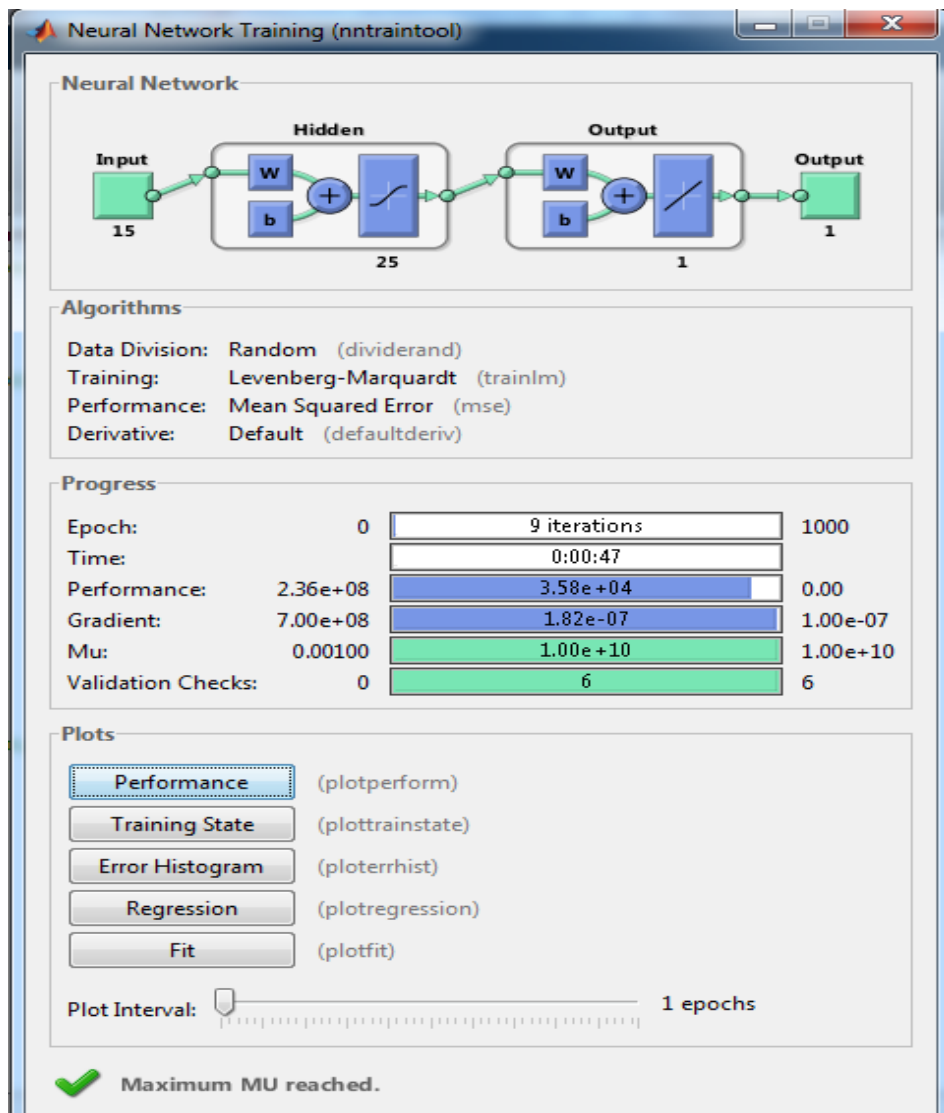 Neural Network Training (nntraintool)
Neural Network
Hidden Output
Input Output
W W
+ +
b b
15 1
25 1
Algorithms
Data Division: Random (dividerand)
Training: Levenberg-Marquardt (trainlm)
Performance: Mean Squared Error (mse)
Derivative: Default (defaultderiv)
Progress
Epoch: 0 9 iterations 1000
Time: 0:00:47
Performance: 2.36e+08 3.58e+04 0.00
Gradient: 7.00e+08 1.82e-07 1.00e-07
Mu: 0.00100 1.00e+10 1.00e+10
Validation Checks: 0 6 6
Plots
Performance (plotperform)
Training State (plottrainstate)
Error Histogram (ploterrhist)
Regression (plotregression)
Fit (plotfit)
Plot Interval: 1 epochs
Maximum MU reached.